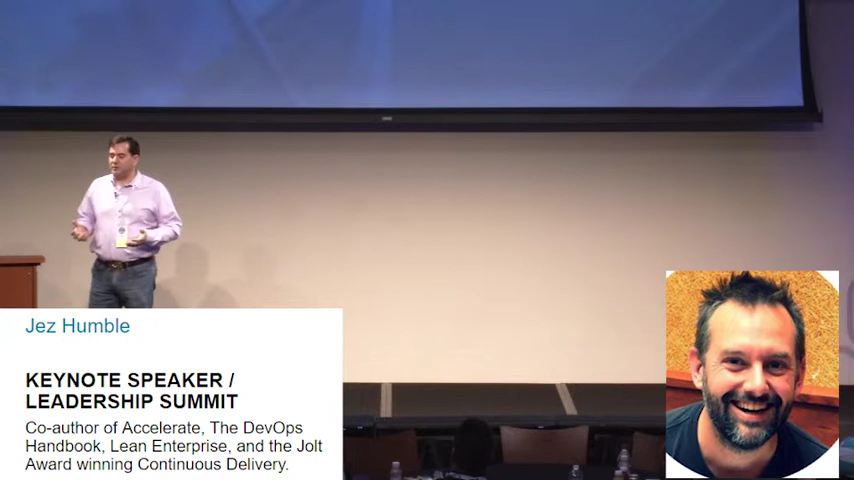 Jez Humble
KEYNOTE SPEAKER /
LEADERSHIP SUMMIT
Co-author of Accelerate, The DevOps
Handbook, Lean Enterprise, and the Jolt
Award winning Continuous Delivery.